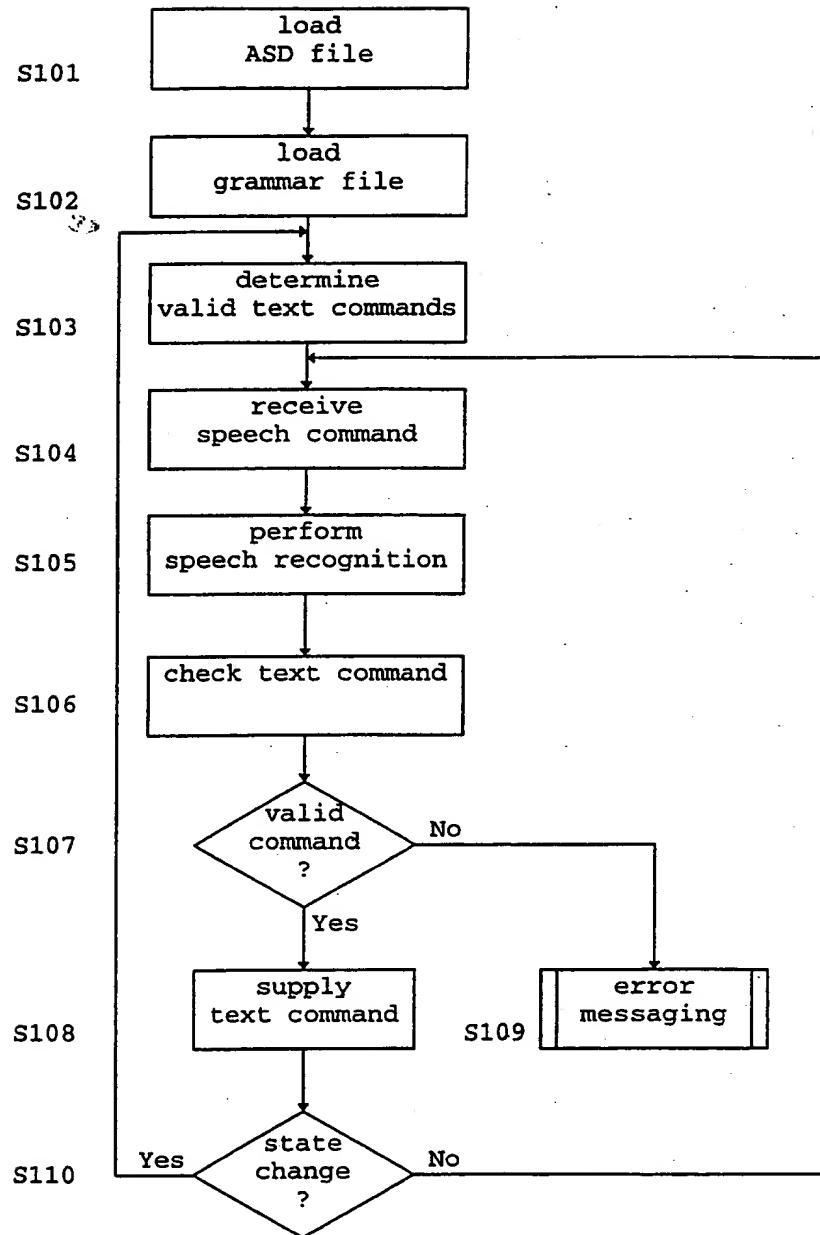 load
ASD file
S101
load
grammar file
S102
determine
valid text commands
S103
receive
speech command
S104
perform
speech recognition
S105
check text command
S106
valid
command
?
No
S107
Yes
supply
text command
S108
error
messaging
S109
state
change
?
Yes
No
S110